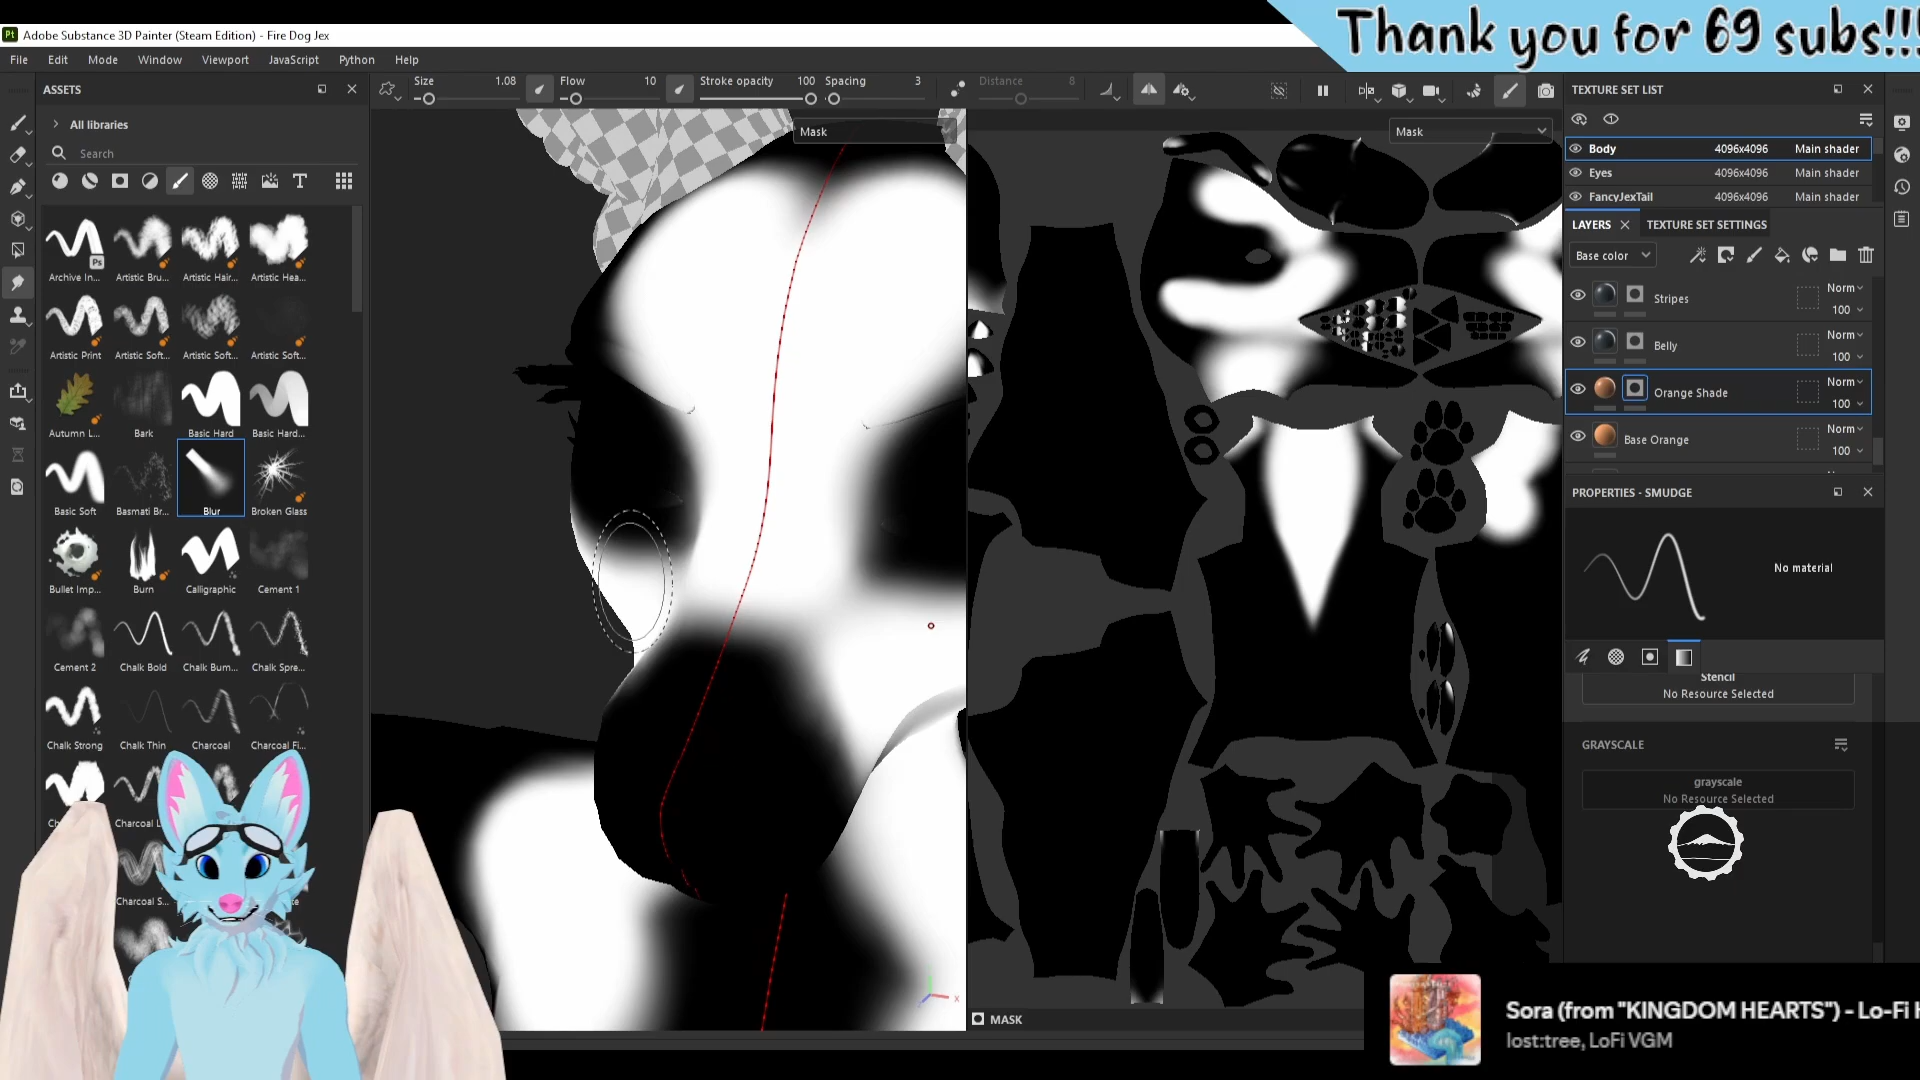 Thank you for 69 subs!!!
Adobe Substance 3D Painter (Steam Edition) - Fire Dog Jex
File Edit Mode Window Viewport JavaScript Python Help
ASSETS
Size 1.08 Flow 10 Stroke opacity 100 Spacing 3 Distance 8
TEXTURE SET LIST
All libraries
Search
Mask
Mask
Body 4096x4096 Main shader
Eyes 4096x4096 Main shader
FancyJexTail 4096x4096 Main shader
LAYERS TEXTURE SET SETTINGS
Base color
Stripes Norm 100
Belly Norm 100
Orange Shade Norm 100
Base Orange Norm 100
Ps
Archive In... Artistic Bru... Artistic Hair... Artistic Hea...
Artistic Print Artistic Soft... Artistic Sof... Artistic Sof...
Autumn L... Bark Basic Hard Basic Hard...
Basic Soft Basmati Br... Blur Broken Glass
Bullet Imp... Burn Calligraphic Cement 1
Cement 2 Chalk Bold Chalk Bum... Chalk Spre...
Chalk Strong Chalk Thin Charcoal Charcoal Fi...
Charcoal L
Charcoal S...
PROPERTIES - SMUDGE
No material
Stencil
No Resource Selected
GRAYSCALE
grayscale
No Resource Selected
X
MASK
Sora (from "KINGDOM HEARTS") - Lo-Fi
lost:tree, LoFi VGM